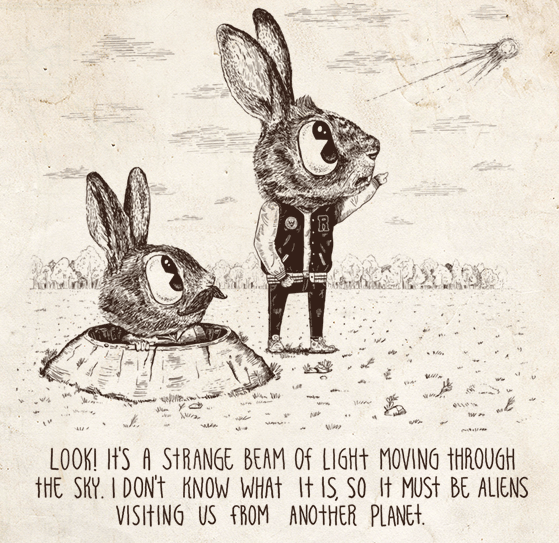 R
LOOK! IT'S A STRANGE BEAM OF LIGHT MOVING THROUGH
THE SKY. I DON'T KNOW WHAT IT IS, SO IT MUST BE ALIENS
VISITING US FROM ANOTHER PLANET.